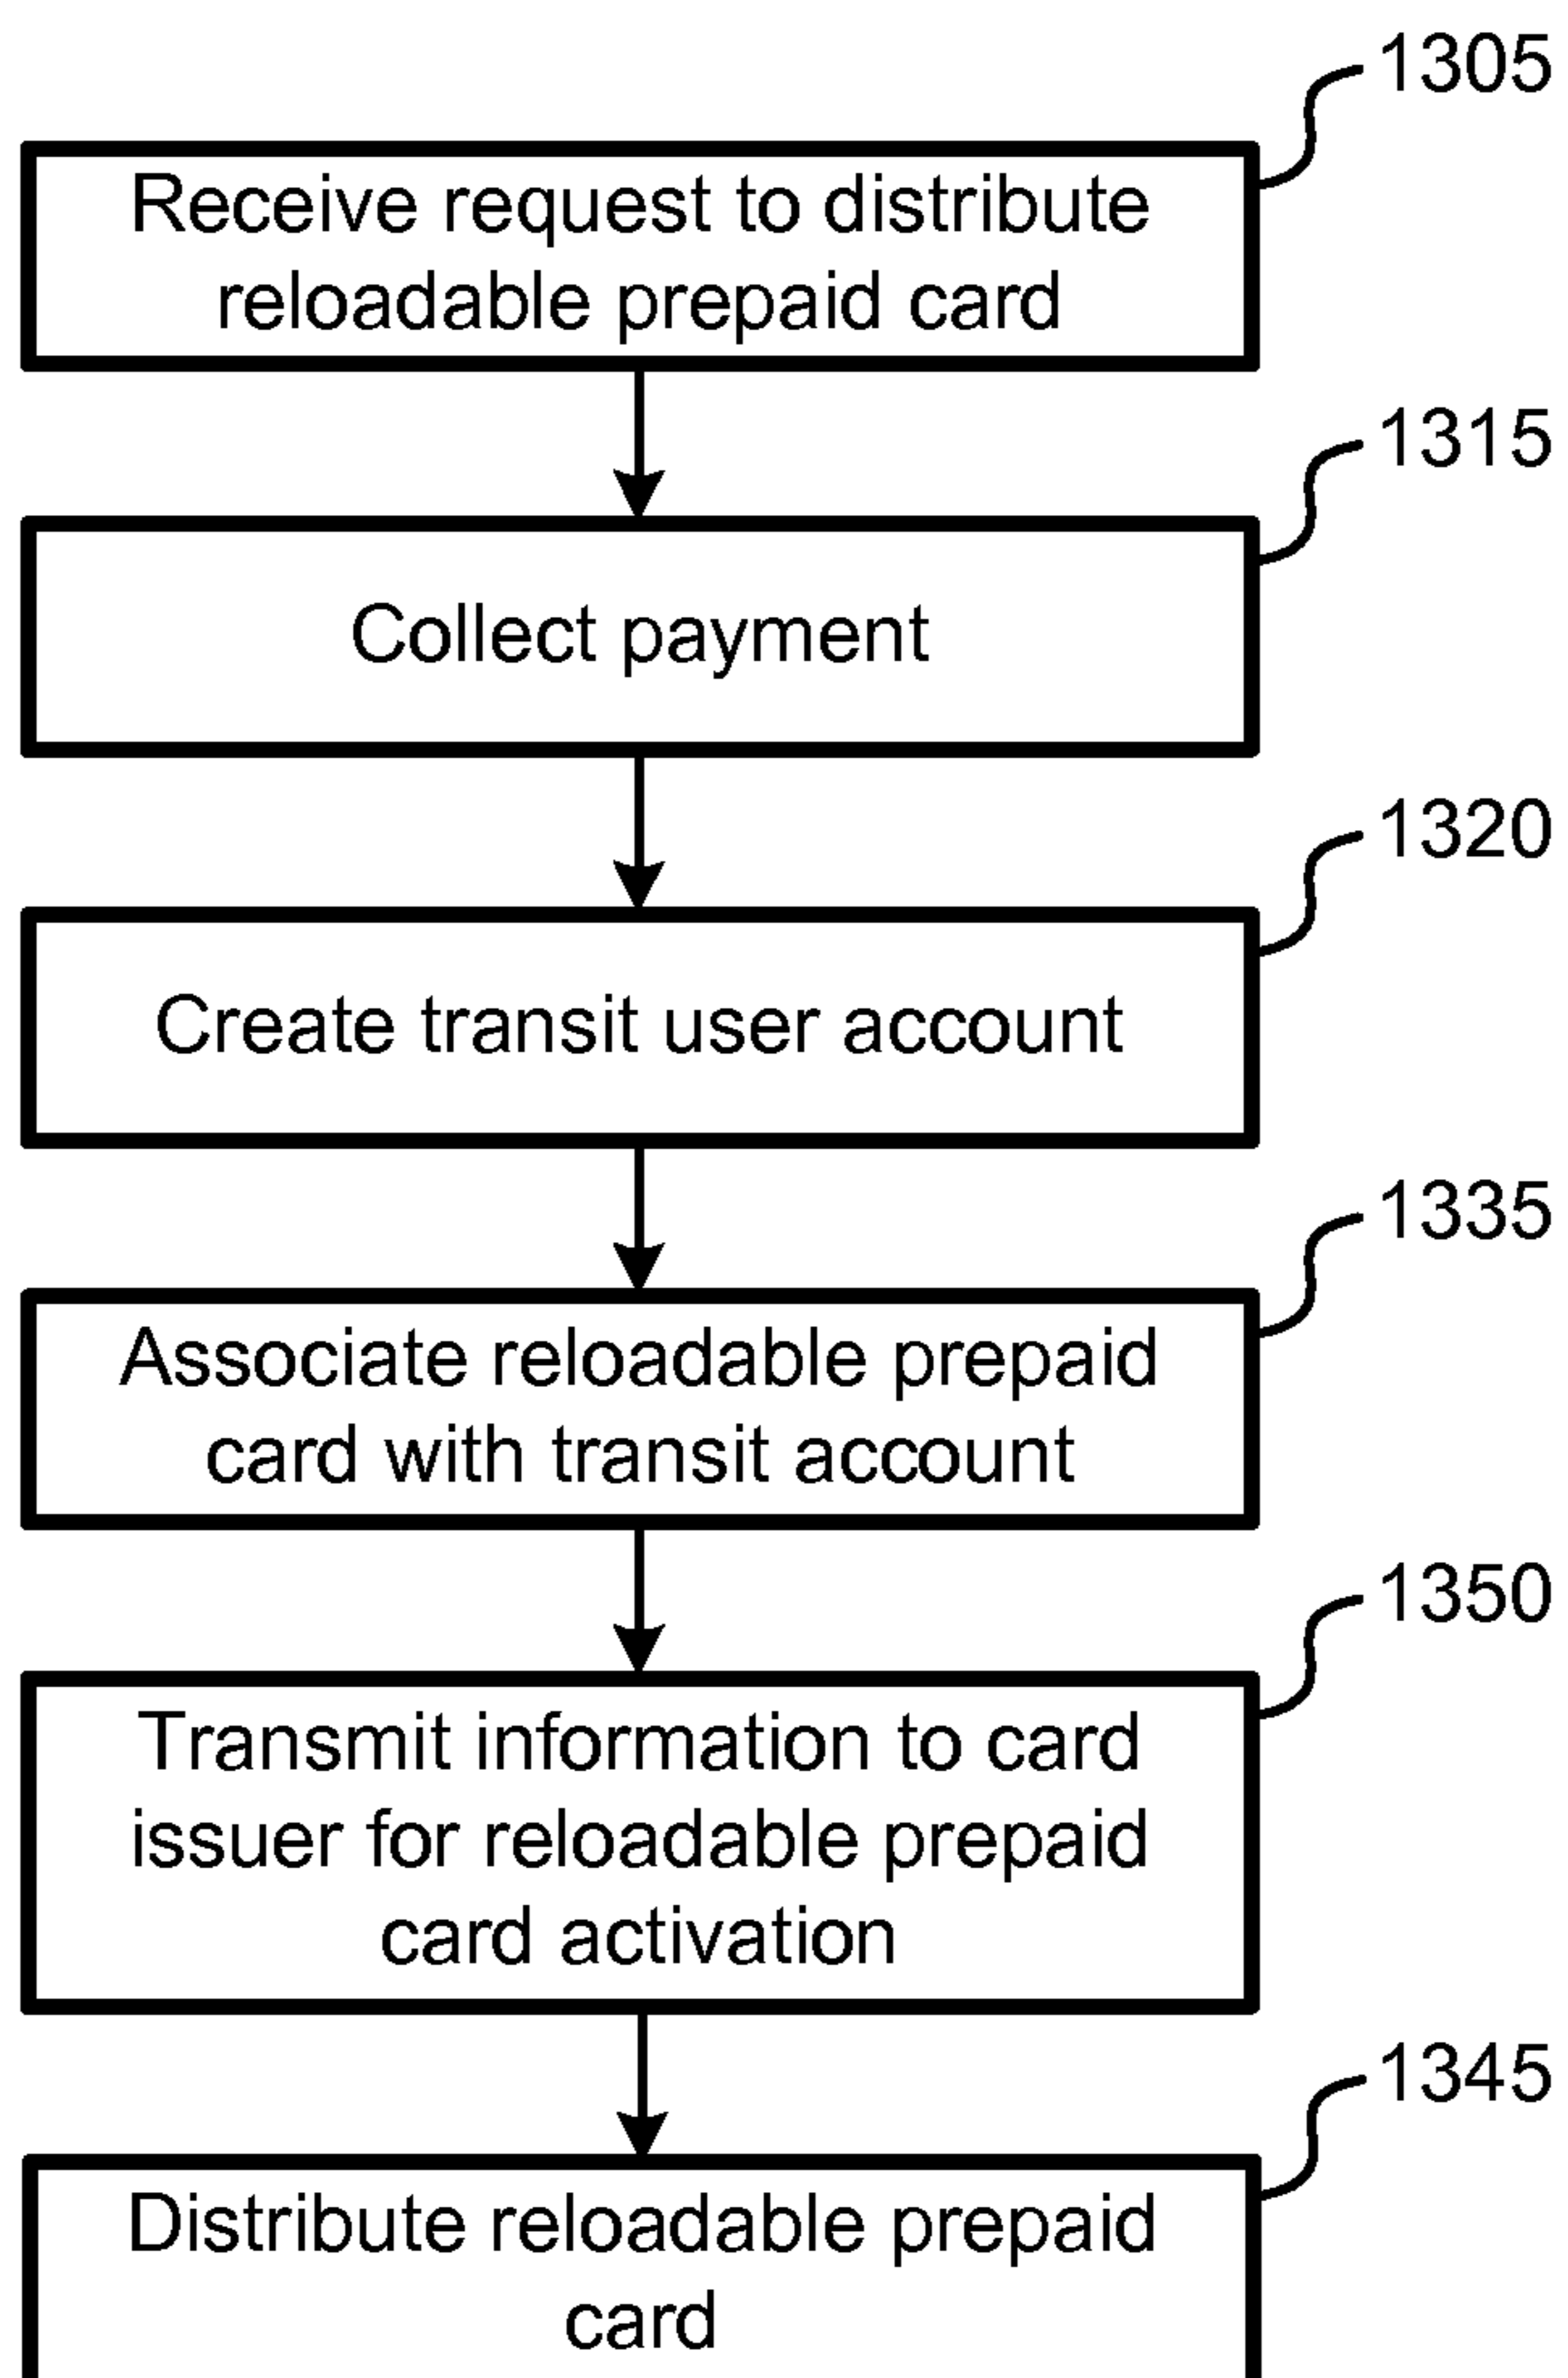 1305
Receive request to distribute
reloadable prepaid card
1315
Collect payment
1320
Create transit user account
1335
Associate reloadable prepaid
card with transit account
1350
Transmit information to card
issuer for reloadable prepaid
card activation
1345
Distribute reloadable prepaid
card